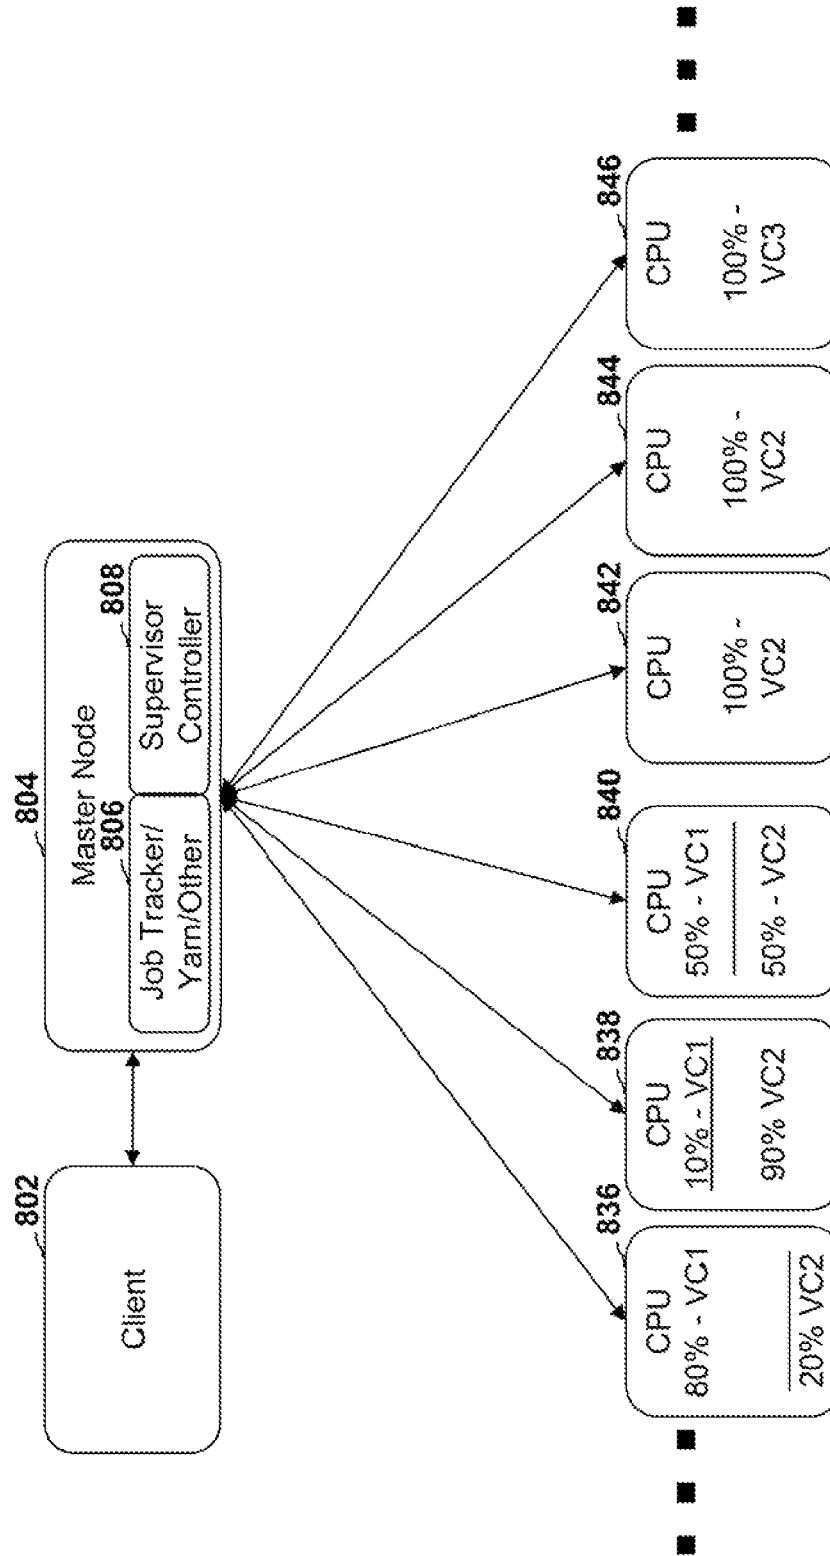 802
Client
804
Master Node
806
Job Tracker/
Yarn/Other
808
Supervisor
Controller
836
CPU
80% - VC1
20% VC2
838
CPU
10% - VC1
90% VC2
840
CPU
50% - VC1
50% - VC2
842
CPU
100% -
VC2
844
CPU
100% -
VC2
846
CPU
100% -
VC3